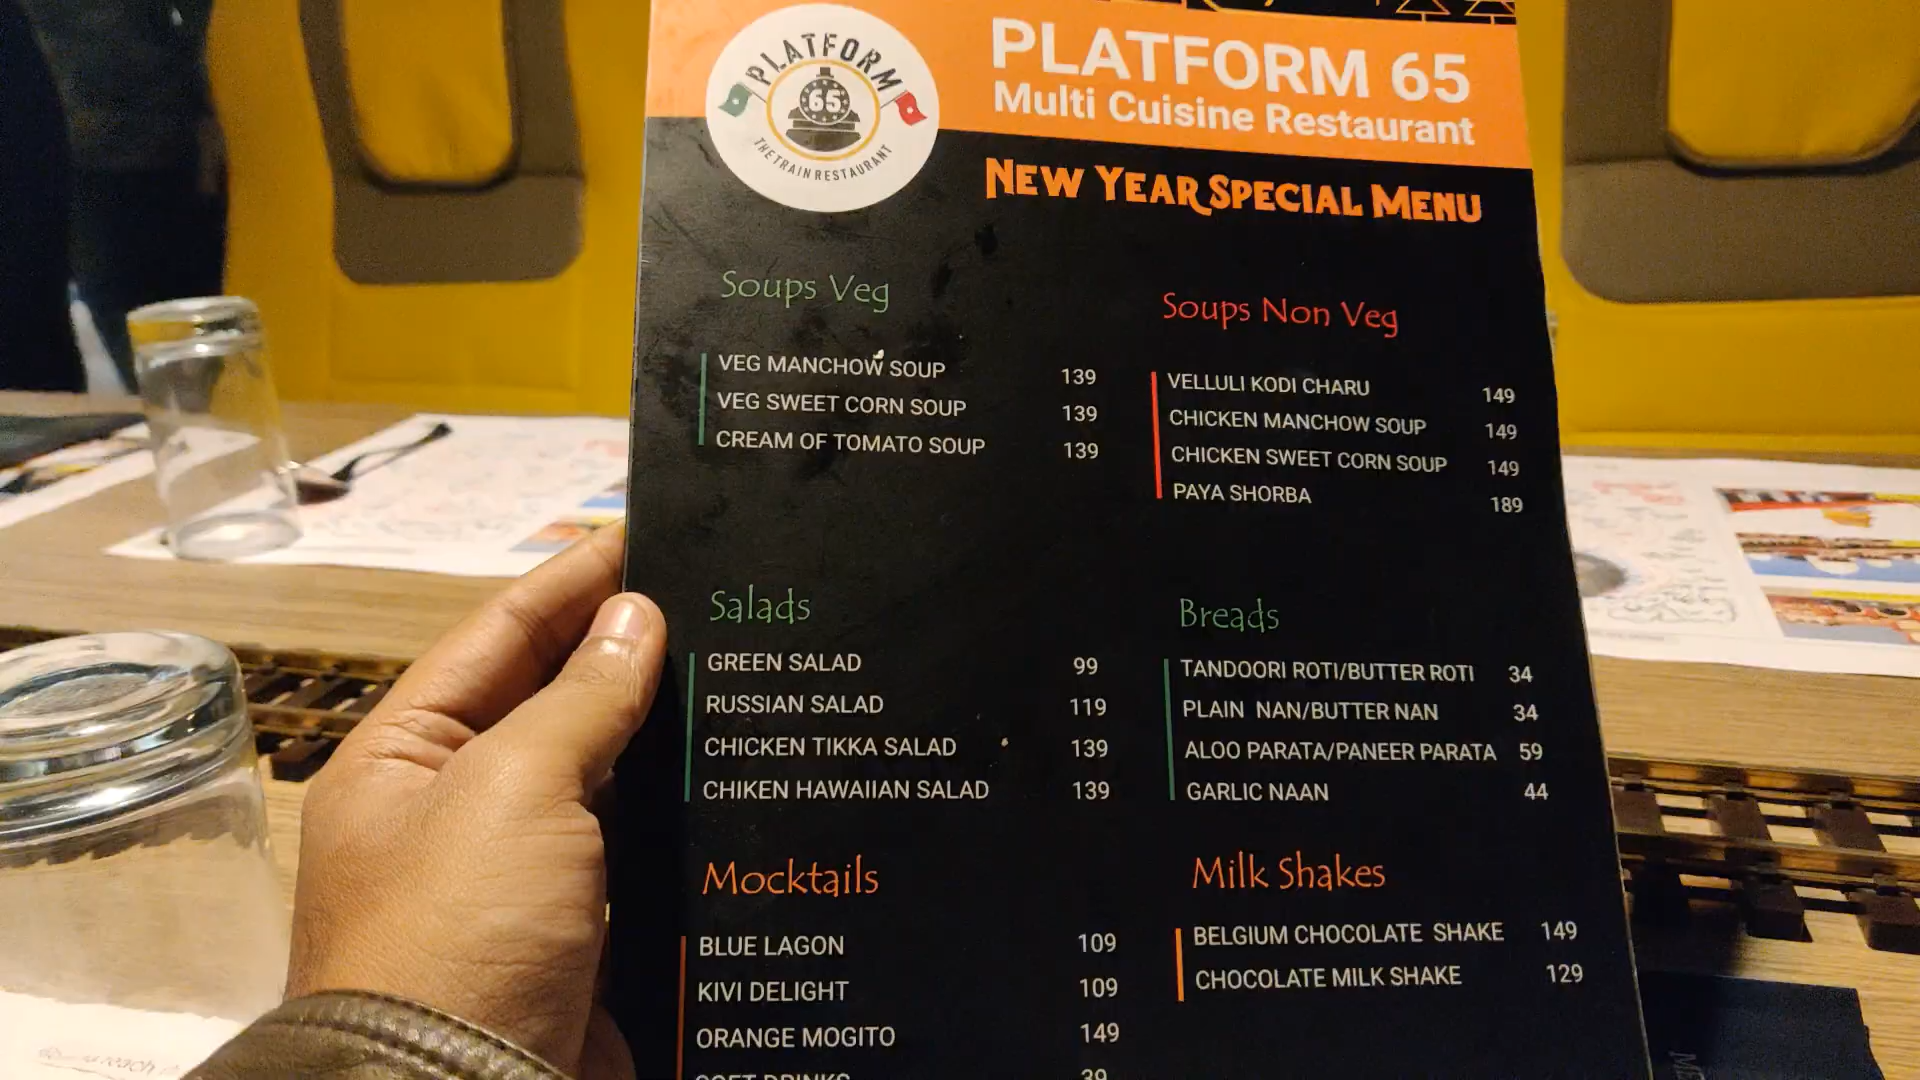 PLATFORM
65
THE TRAIN RESTAURANT
PLATFORM 65
Multi Cuisine Restaurant
NEW YEAR SPECIAL MENU
Soups Veg
VEG MANCHOW SOUP 139
VEG SWEET CORN SOUP 139
CREAM OF TOMATO SOUP 139
Soups Non Veg
VELLULI KODI CHARU 149
CHICKEN MANCHOW SOUP 149
CHICKEN SWEET CORN SOUP 149
PAYA SHORBA 189
Salads
GREEN SALAD 99
RUSSIAN SALAD 119
CHICKEN TIKKA SALAD 139
CHIKEN HAWAIIAN SALAD 139
Breads
TANDOORI ROTI/BUTTER ROTI 34
PLAIN NAN/BUTTER NAN 34
ALOO PARATA/PANEER PARATA 59
GARLIC NAAN 44
Mocktails
BLUE LAGON 109
KIVI DELIGHT 109
ORANGE MOGITO 149
SOFT DRINKS 39
Milk Shakes
BELGIUM CHOCOLATE SHAKE 149
CHOCOLATE MILK SHAKE 129
reach